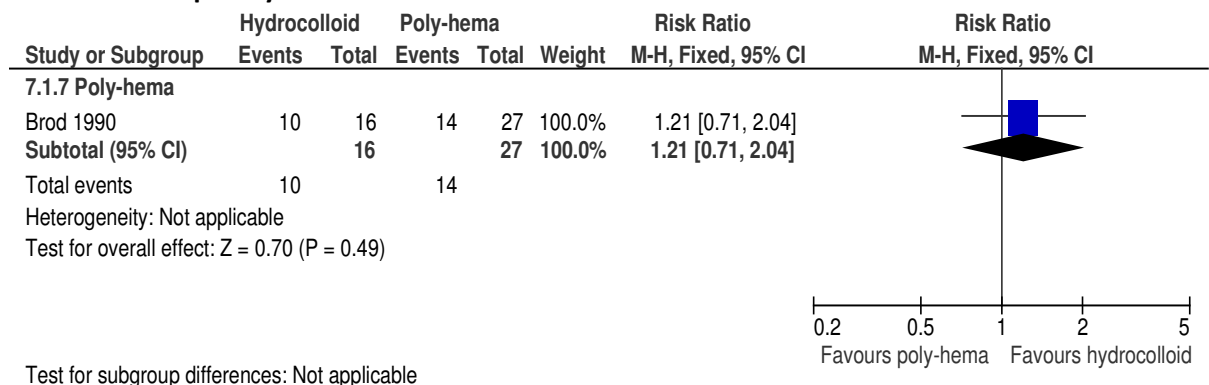 Hydrocolloid Poly-hema Risk Ratio Risk Ratio
Study or Subgroup Events Total Events Total Weight M-H, Fixed, 95% CI M-H, Fixed, 95% CI
7.1.7 Poly-hema
Brod 1990 10 16 14 27 100.0% 1.21 [0.71, 2.04]
Subtotal (95% CI) 16 27 100.0% 1.21 [0.71, 2.04]
Total events 10 14
Heterogeneity: Not applicable
Test for overall effect: Z = 0.70 (P = 0.49)
0.2 0.5 1 2 5
Favours poly-hema Favours hydrocolloid
Test for subgroup differences: Not applicable